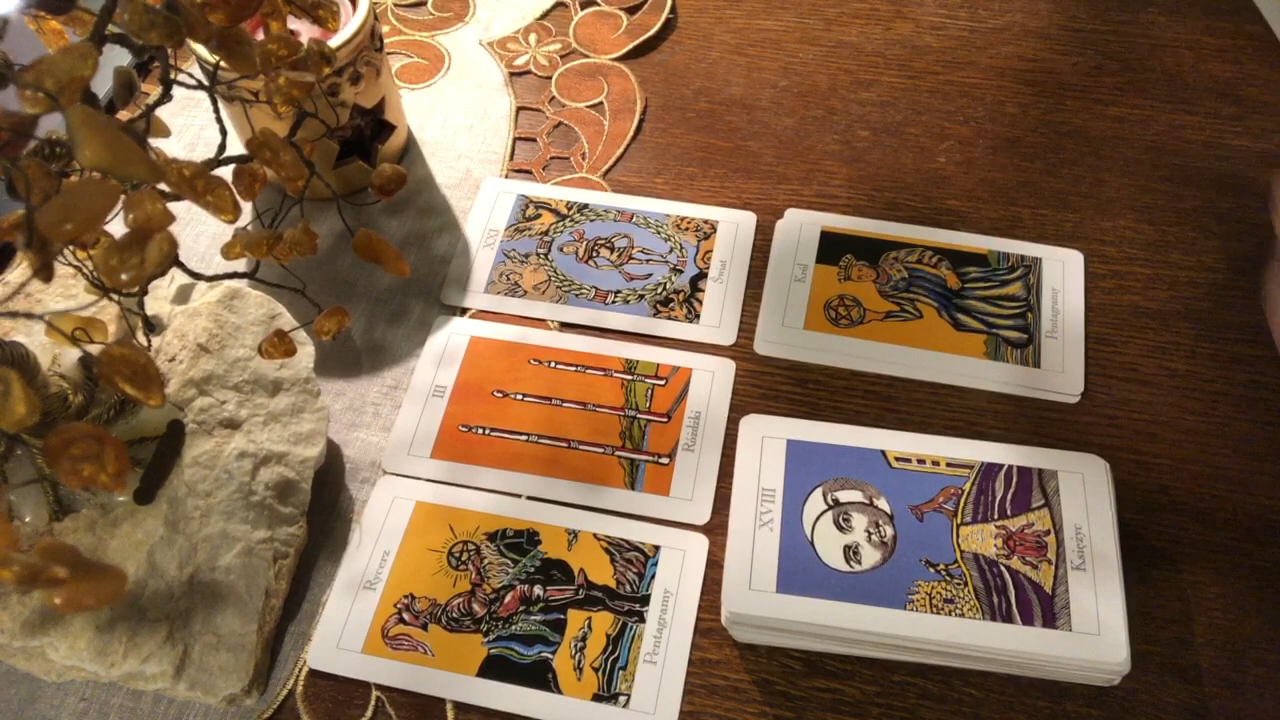 XXI
Świat
Król
Pentagramy
III
Różdżki
XVIII
Księżyc
Rycerz
Pentagramy